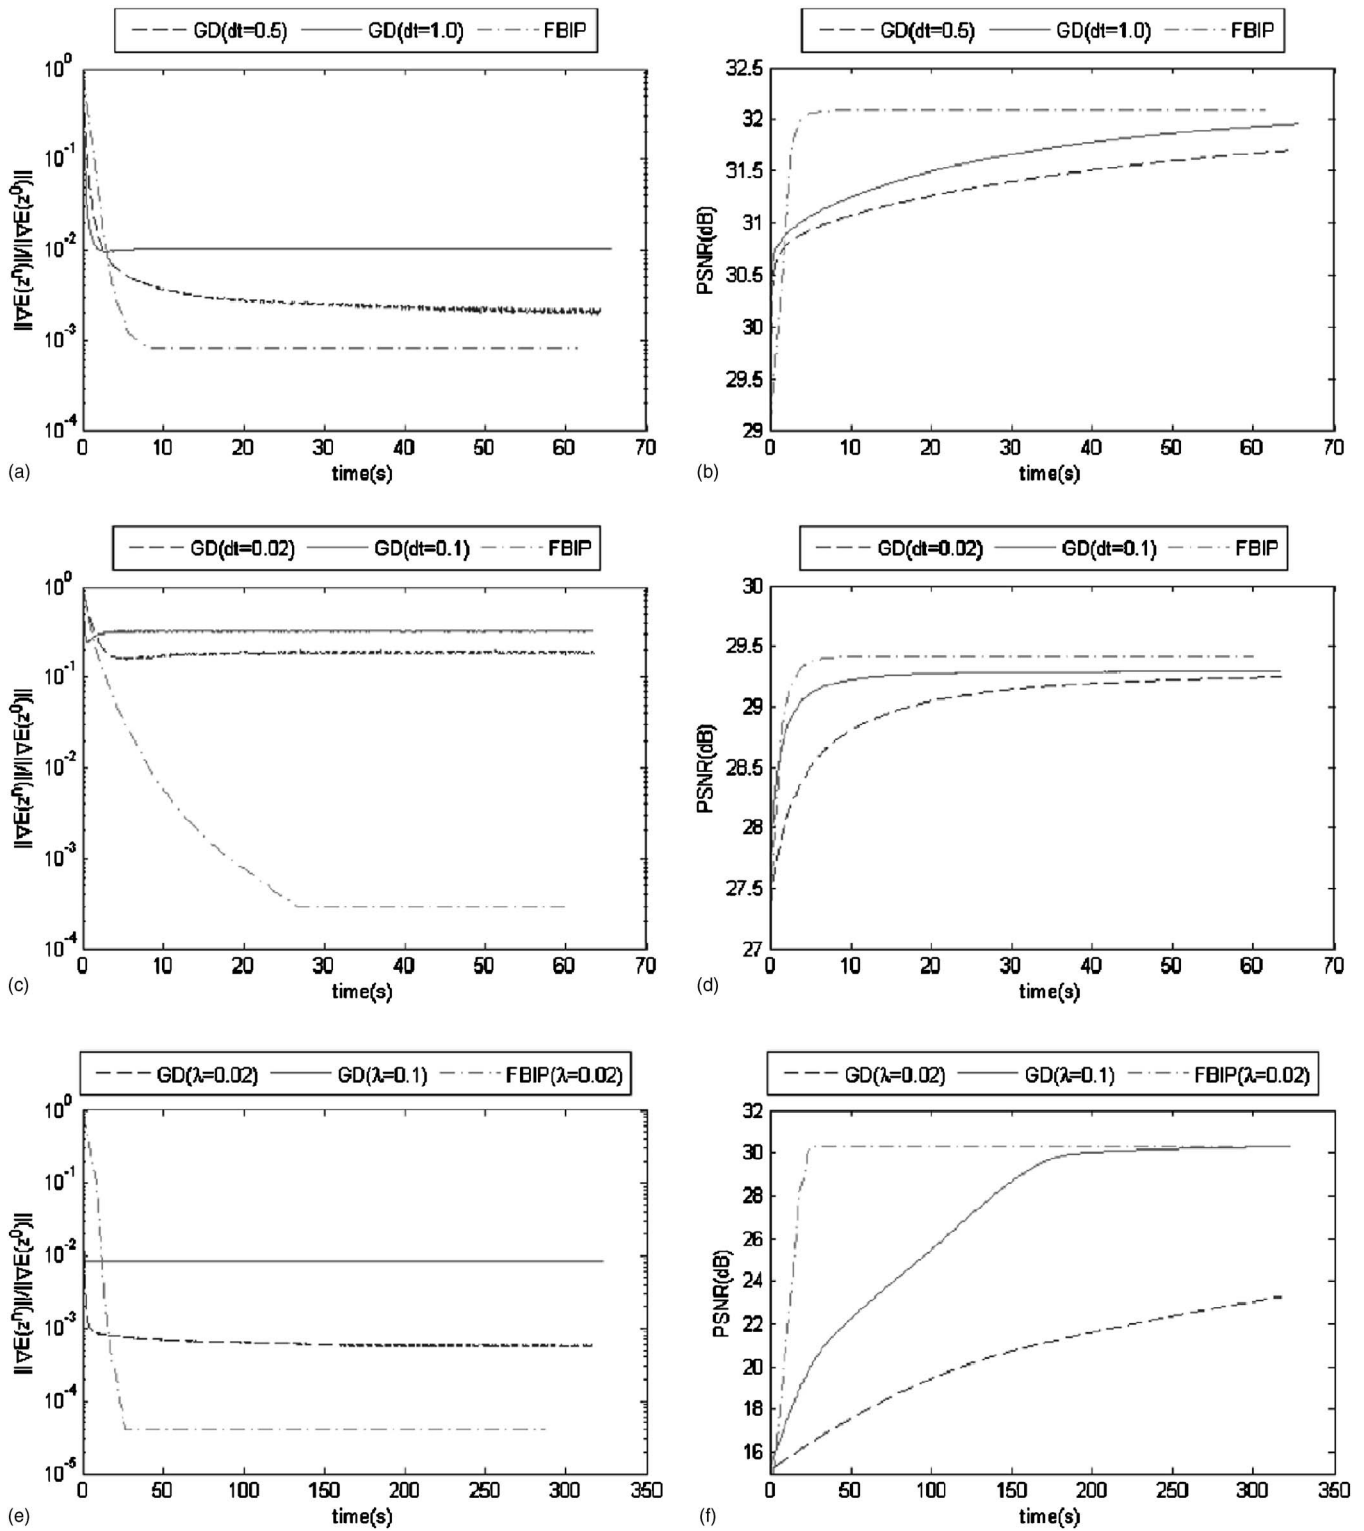 GD(dt=0.5) GD(dt=1.0) FBIP
10^0
10^-1
10^-2
10^-3
10^-4
||∇E(z^n)||/||∇E(z^0)||
0 10 20 30 40 50 60 70
time(s)
(a)
GD(dt=0.5) GD(dt=1.0) FBIP
32.5
32
31.5
31
30.5
30
29.5
29
PSNR(dB)
0 10 20 30 40 50 60 70
time(s)
(b)
GD(dt=0.02) GD(dt=0.1) FBIP
10^0
10^-1
10^-2
10^-3
10^-4
||∇E(z^n)||/||∇E(z^0)||
0 10 20 30 40 50 60 70
time(s)
(c)
GD(dt=0.02) GD(dt=0.1) FBIP
30
29.5
29
28.5
28
27.5
27
PSNR(dB)
0 10 20 30 40 50 60 70
time(s)
(d)
GD(λ=0.02) GD(λ=0.1) FBIP(λ=0.02)
10^0
10^-1
10^-2
10^-3
10^-4
10^-5
||∇E(z^n)||/||∇E(z^0)||
0 50 100 150 200 250 300 350
time(s)
(e)
GD(λ=0.02) GD(λ=0.1) FBIP(λ=0.02)
32
30
28
26
24
22
20
18
16
PSNR(dB)
0 50 100 150 200 250 300 350
time(s)
(f)